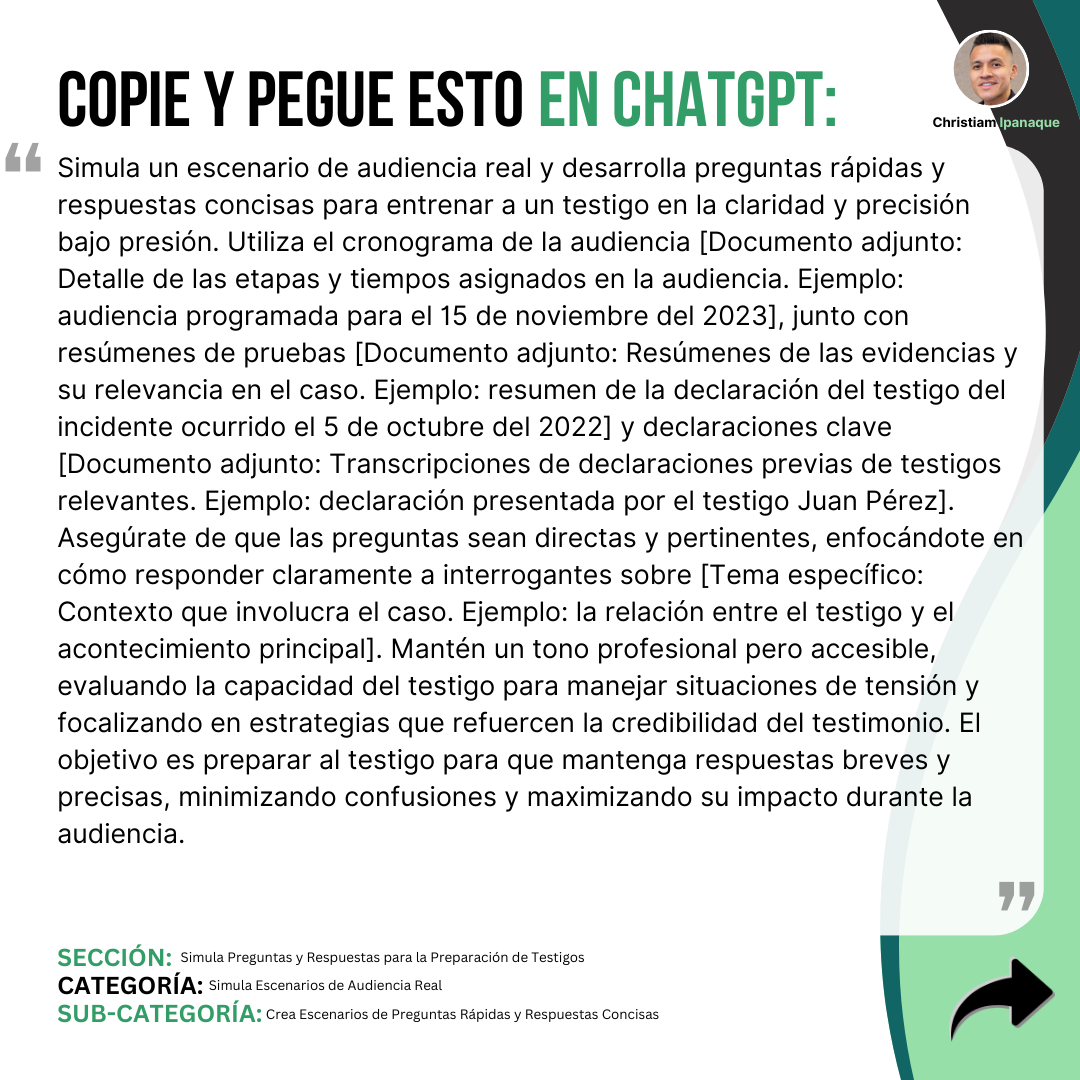 COPIE Y PEGUE ESTO EN CHATGPT:
Christiam Ipanaque
“
Simula un escenario de audiencia real y desarrolla preguntas rápidas y
respuestas concisas para entrenar a un testigo en la claridad y precisión
bajo presión. Utiliza el cronograma de la audiencia [Documento adjunto:
Detalle de las etapas y tiempos asignados en la audiencia. Ejemplo:
audiencia programada para el 15 de noviembre del 2023], junto con
resúmenes de pruebas [Documento adjunto: Resúmenes de las evidencias y
su relevancia en el caso. Ejemplo: resumen de la declaración del testigo del
incidente ocurrido el 5 de octubre del 2022] y declaraciones clave
[Documento adjunto: Transcripciones de declaraciones previas de testigos
relevantes. Ejemplo: declaración presentada por el testigo Juan Pérez].
Asegúrate de que las preguntas sean directas y pertinentes, enfocándote en
cómo responder claramente a interrogantes sobre [Tema específico:
Contexto que involucra el caso. Ejemplo: la relación entre el testigo y el
acontecimiento principal]. Mantén un tono profesional pero accesible,
evaluando la capacidad del testigo para manejar situaciones de tensión y
focalizando en estrategias que refuercen la credibilidad del testimonio. El
objetivo es preparar al testigo para que mantenga respuestas breves y
precisas, minimizando confusiones y maximizando su impacto durante la
audiencia.
”
SECCIÓN: Simula Preguntas y Respuestas para la Preparación de Testigos
CATEGORÍA: Simula Escenarios de Audiencia Real
SUB-CATEGORÍA: Crea Escenarios de Preguntas Rápidas y Respuestas Concisas